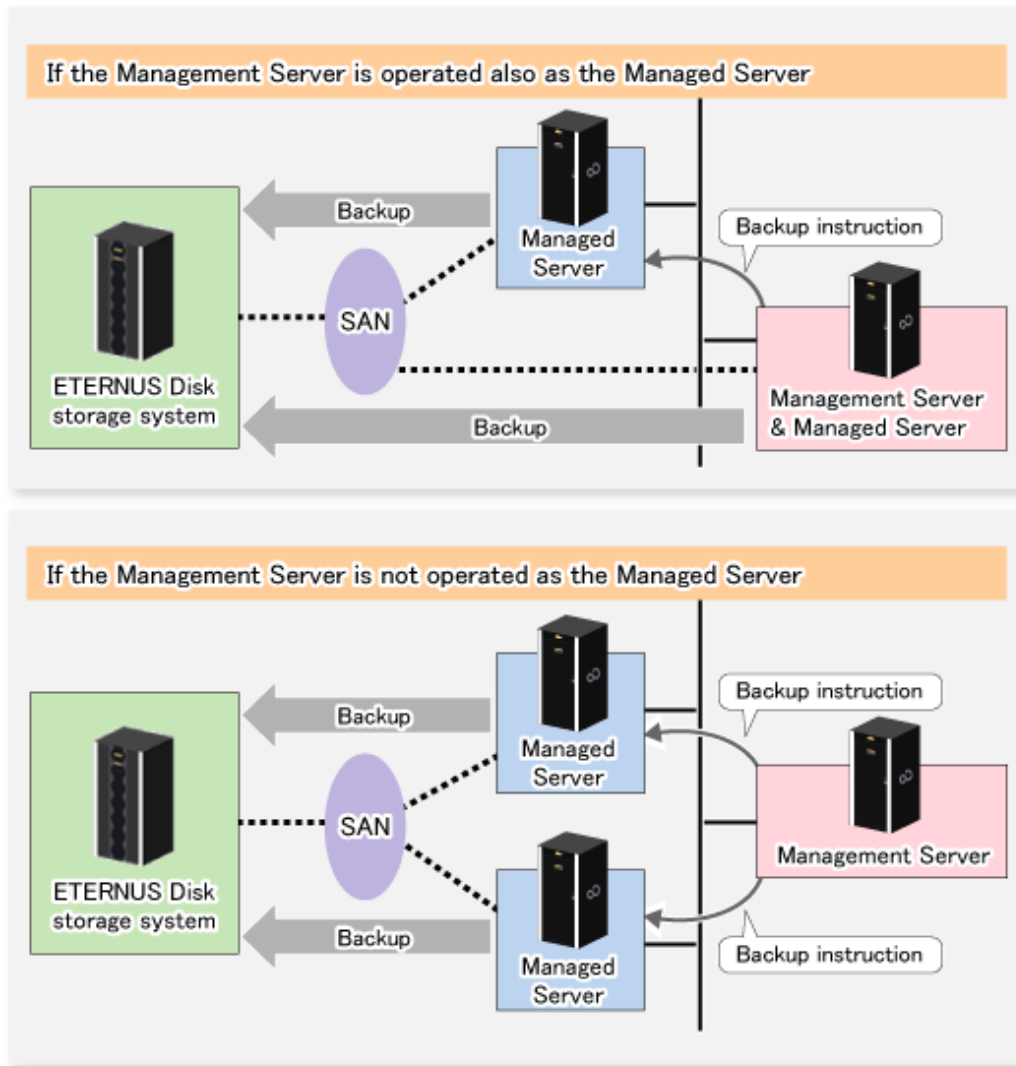 If the Management Server is operated also as the Managed Server
Backup
Managed
Server
Backup instruction
SAN
ETERNUS Disk
storage system
Management Server
& Managed Server
Backup
If the Management Server is not operated as the Managed Server
Backup instruction
Backup
Managed
Server
SAN
Management Server
ETERNUS Disk
storage system
Backup
Backup instruction
Managed
Server